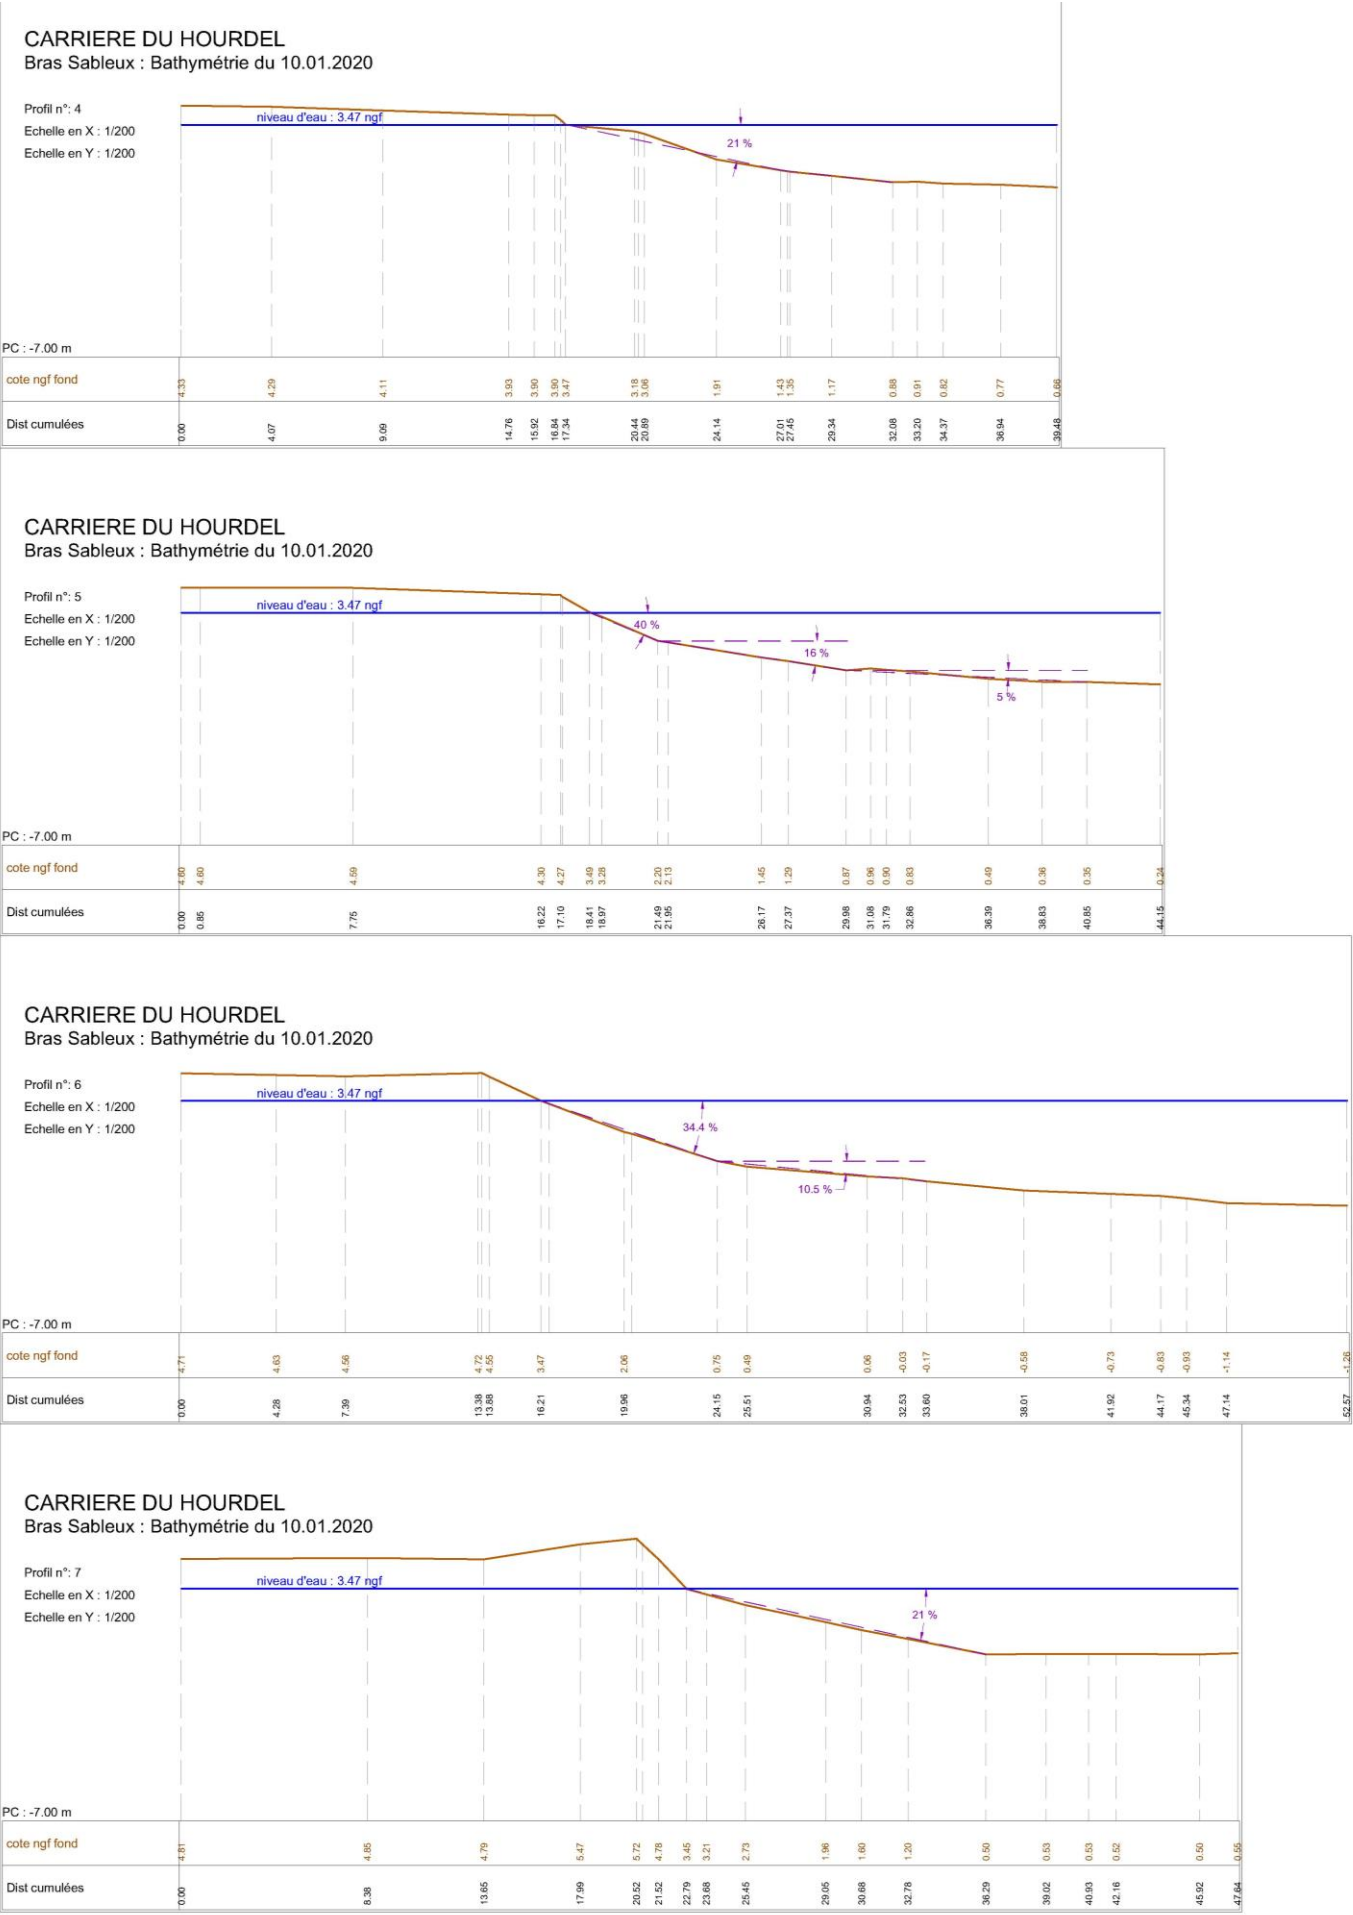 CARRIERE DU HOURDEL
Bras Sableux : Bathymétrie du 10.01.2020
Profil n°: 4
Echelle en X : 1/200
Echelle en Y : 1/200
niveau d'eau : 3.47 ngf
21 %
PC : -7.00 m
cote ngf fond 4.33 4.29 4.11 3.93 3.90 3.90 3.47 3.18 3.06 1.91 1.43 1.35 1.17 0.88 0.91 0.82 0.77 0.66
Dist cumulées 0.00 4.07 9.09 14.76 15.92 16.84 17.34 20.44 20.89 24.14 27.01 27.45 29.34 32.08 33.20 34.37 36.94 39.48
CARRIERE DU HOURDEL
Bras Sableux : Bathymétrie du 10.01.2020
Profil n°: 5
Echelle en X : 1/200
Echelle en Y : 1/200
niveau d'eau : 3.47 ngf
40 %
16 %
5 %
PC : -7.00 m
cote ngf fond 4.60 4.60 4.59 4.30 4.27 3.49 3.28 2.20 2.13 1.45 1.29 0.87 0.96 0.90 0.83 0.49 0.36 0.35 0.24
Dist cumulées 0.00 0.85 7.75 16.22 17.10 18.41 18.97 21.49 21.95 26.17 27.37 29.98 31.08 31.79 32.86 36.39 38.83 40.85 44.15
CARRIERE DU HOURDEL
Bras Sableux : Bathymétrie du 10.01.2020
Profil n°: 6
Echelle en X : 1/200
Echelle en Y : 1/200
niveau d'eau : 3.47 ngf
34.4 %
10.5 %
PC : -7.00 m
cote ngf fond 4.71 4.63 4.56 4.72 4.55 3.47 2.06 0.75 0.49 0.06 -0.03 -0.17 -0.58 -0.73 -0.83 -0.93 -1.14 -1.26
Dist cumulées 0.00 4.28 7.39 13.38 13.88 16.21 19.96 24.15 25.51 30.94 32.53 33.60 38.01 41.92 44.17 45.34 47.14 52.57
CARRIERE DU HOURDEL
Bras Sableux : Bathymétrie du 10.01.2020
Profil n°: 7
Echelle en X : 1/200
Echelle en Y : 1/200
niveau d'eau : 3.47 ngf
21 %
PC : -7.00 m
cote ngf fond 4.81 4.85 4.79 5.47 5.72 4.78 3.45 3.21 2.73 1.96 1.60 1.20 0.50 0.53 0.53 0.52 0.50 0.55
Dist cumulées 0.00 8.38 13.65 17.99 20.52 21.52 22.79 23.68 25.45 29.05 30.68 32.78 36.29 39.02 40.93 42.16 45.92 47.64